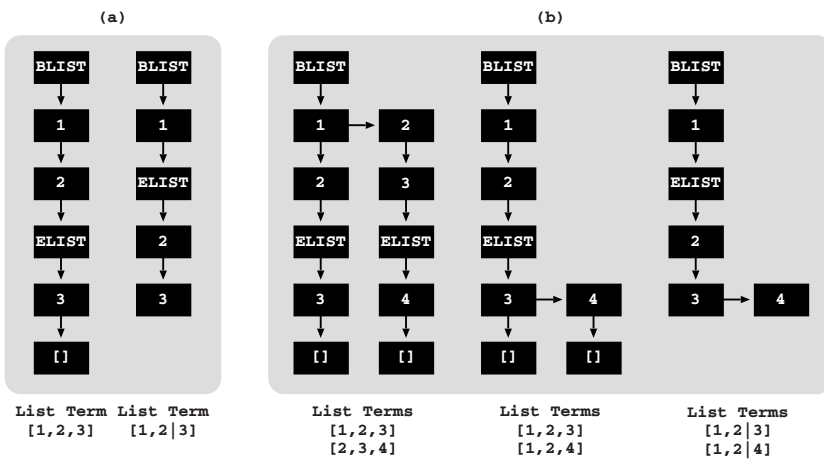 (a) (b)
BLIST BLIST BLIST BLIST BLIST
1 1 1 2 1 1
2 ELIST 2 3 2 ELIST
ELIST 2 ELIST ELIST ELIST 2
3 3 3 4 3 4 3 4
[] [] [] [] []
List Term List Term List Terms List Terms List Terms
[1,2,3] [1,2|3] [1,2,3] [1,2,3] [1,2|3]
[2,3,4] [1,2,4] [1,2|4]